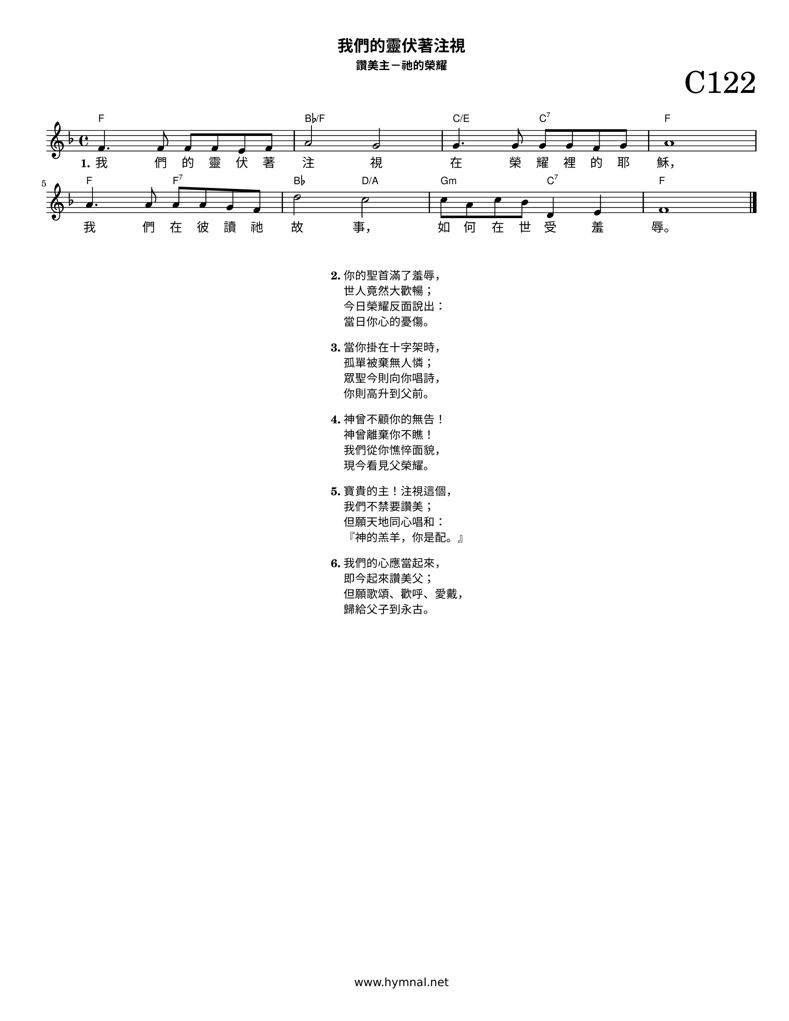 我們的靈伏著注視
讚美主－祂的榮耀
C122
F B♭/F C/E C7 F
1. 我 們 的 靈 伏 著 注 視 在 榮 耀 裡 的 耶 穌，
5 F F7 B♭ D/A Gm C7 F
我 們 在 彼 讀 祂 故 事， 如 何 在 世 受 羞 辱。
2. 你的聖首滿了羞辱，
世人竟然大歡暢；
今日榮耀反面說出：
當日你心的憂傷。
3. 當你掛在十字架時，
孤單被棄無人憐；
眾聖今則向你唱詩，
你則高升到父前。
4. 神曾不顧你的無告！
神曾離棄你不瞧！
我們從你憔悴面貌，
現今看見父榮耀。
5. 寶貴的主！注視這個，
我們不禁要讚美；
但願天地同心唱和：
『神的羔羊，你是配。』
6. 我們的心應當起來，
即今起來讚美父；
但願歌頌、歡呼、愛戴，
歸給父子到永古。
www.hymnal.net